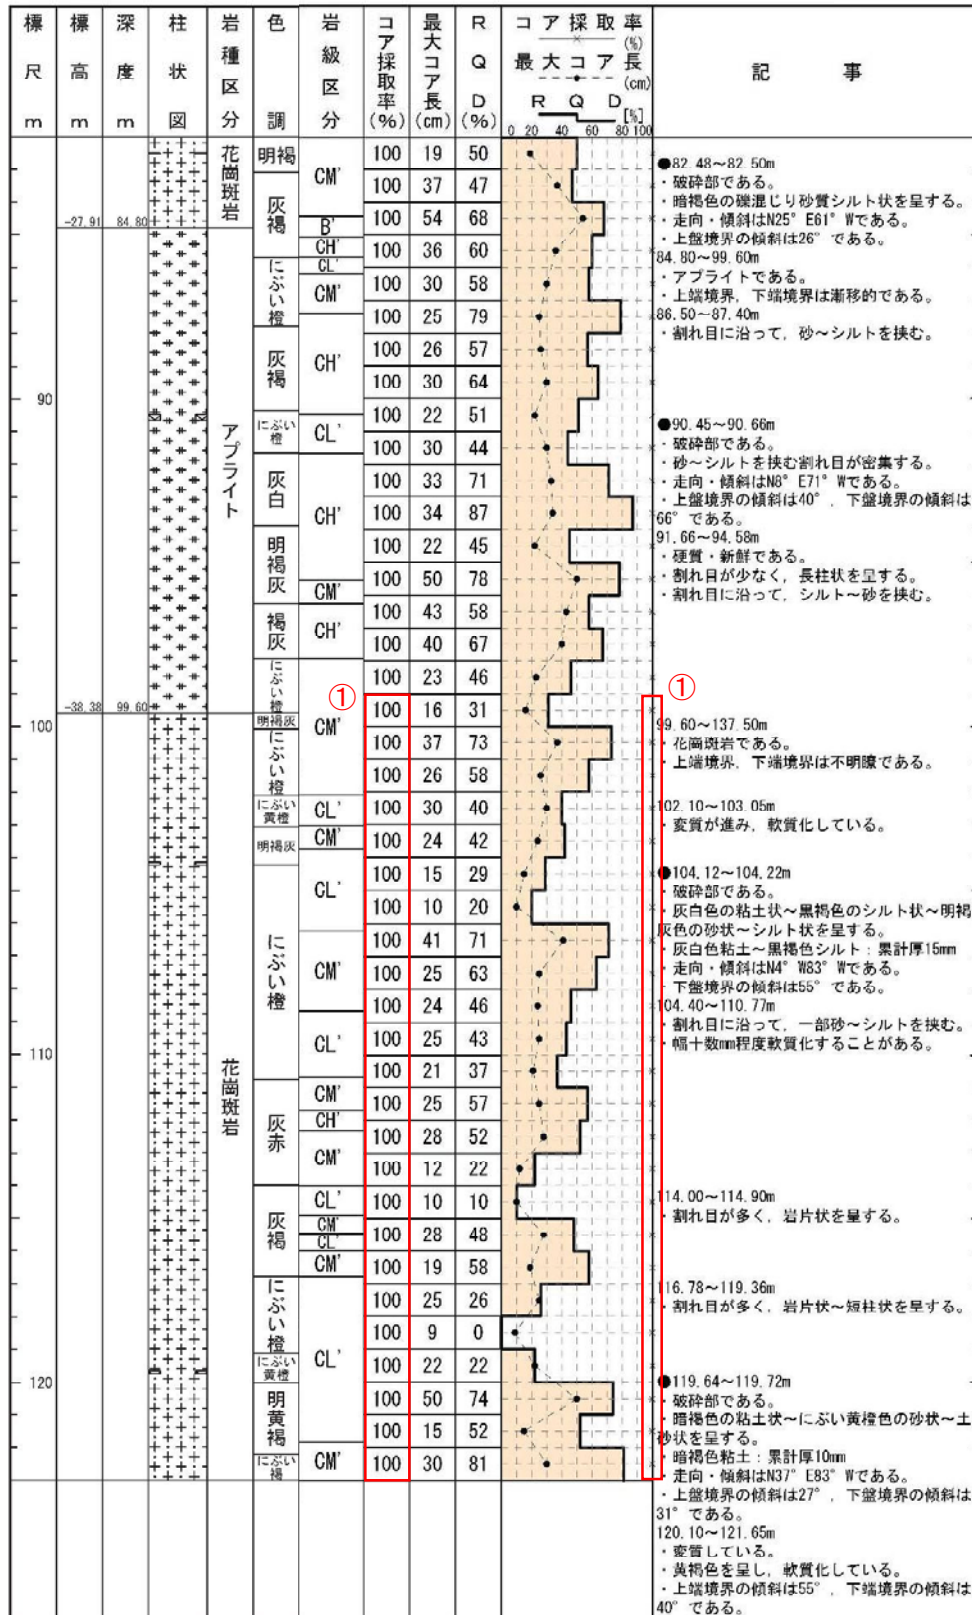 標尺m
標高m
深度m
柱状図
岩種区分
色調
岩級区分
コア採取率(%)
最大コア長(cm)
RQD(%)
コア採取率(%)
最大コア長(cm)
RQD[%]
0 20 40 60 80 100
記事
花崗斑岩
アプライト
花崗斑岩
-27.91 84.80
90
-38.38 99.60
100
110
120
明褐
灰褐
にぶい橙
灰褐
にぶい橙
灰白
明褐灰
褐灰
にぶい橙
明褐灰
にぶい橙
にぶい黄橙
明褐灰
にぶい橙
灰赤
灰褐
にぶい橙
にぶい黄橙
明黄褐
にぶい褐
CM'
B'
CH'
CL'
CM'
CH'
CL'
CH'
CM'
CH'
CM'
CL'
CM'
CL'
CM'
CL'
CM'
CH'
CM'
CL'
CM'
CL'
CM'
CL'
CM'
①
①
100 19 50
100 37 47
100 54 68
100 36 60
100 30 58
100 25 79
100 26 57
100 30 64
100 22 51
100 30 44
100 33 71
100 34 87
100 22 45
100 50 78
100 43 58
100 40 67
100 23 46
100 16 31
100 37 73
100 26 58
100 30 40
100 24 42
100 15 29
100 10 20
100 41 71
100 25 63
100 24 46
100 25 43
100 21 37
100 25 57
100 28 52
100 12 22
100 10 10
100 28 48
100 19 58
100 25 26
100 9 0
100 22 22
100 50 74
100 15 52
100 30 81
●82.48～82.50m
・破砕部である。
・暗褐色の礫混じり砂質シルト状を呈する。
・走向・傾斜はN25°E61°Wである。
・上盤境界の傾斜は26°である。
84.80～99.60m
・アプライトである。
・上端境界，下端境界は漸移的である。
86.50～87.40m
・割れ目に沿って，砂～シルトを挟む。
●90.45～90.66m
・破砕部である。
・砂～シルトを挟む割れ目が密集する。
・走向・傾斜はN8°E71°Wである。
・上盤境界の傾斜は40°，下盤境界の傾斜は
66°である。
91.66～94.58m
・硬質・新鮮である。
・割れ目が少なく，長柱状を呈する。
・割れ目に沿って，シルト～砂を挟む。
99.60～137.50m
・花崗斑岩である。
・上端境界，下端境界は不明瞭である。
102.10～103.05m
・変質が進み，軟質化している。
●104.12～104.22m
・破砕部である。
・灰白色の粘土状～黒褐色のシルト状～明褐
灰色の砂状～シルト状を呈する。
・灰白色粘土～黒褐色シルト：累計厚15mm
・走向・傾斜はN4°W83°Wである。
・下盤境界の傾斜は55°である。
104.40～110.77m
・割れ目に沿って，一部砂～シルトを挟む。
・幅十数mm程度軟質化することがある。
114.00～114.90m
・割れ目が多く，岩片状を呈する。
116.78～119.36m
・割れ目が多く，岩片状～短柱状を呈する。
●119.64～119.72m
・破砕部である。
・暗褐色の粘土状～にぶい黄橙色の砂状～土
砂状を呈する。
・暗褐色粘土：累計厚10mm
・走向・傾斜はN37°E83°Wである。
・上盤境界の傾斜は27°，下盤境界の傾斜は
31°である。
120.10～121.65m
・変質している。
・黄褐色を呈し，軟質化している。
・上端境界の傾斜は55°，下端境界の傾斜は
40°である。